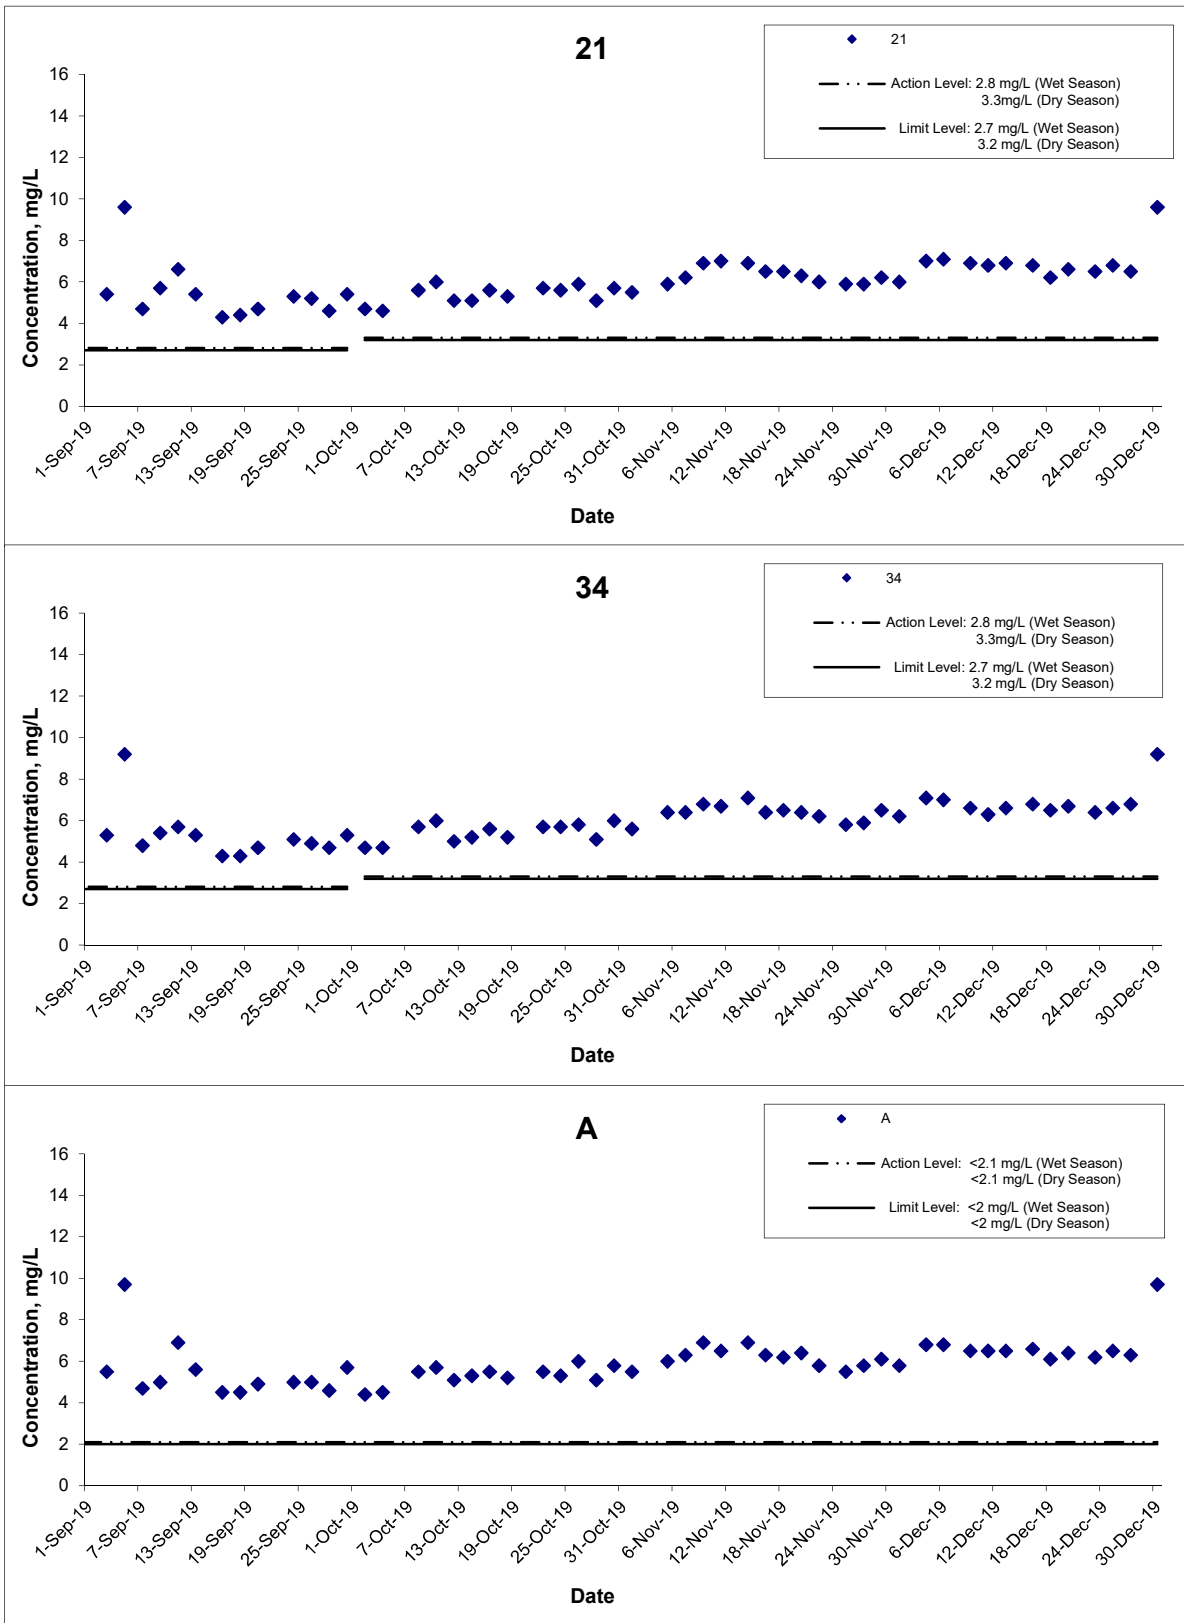 21
21
Action Level: 2.8 mg/L (Wet Season)
3.3mg/L (Dry Season)
Limit Level: 2.7 mg/L (Wet Season)
3.2 mg/L (Dry Season)
Concentration, mg/L
16
14
12
10
8
6
4
2
0
1-Sep-19
7-Sep-19
13-Sep-19
19-Sep-19
25-Sep-19
1-Oct-19
7-Oct-19
13-Oct-19
19-Oct-19
25-Oct-19
31-Oct-19
6-Nov-19
12-Nov-19
18-Nov-19
24-Nov-19
30-Nov-19
6-Dec-19
12-Dec-19
18-Dec-19
24-Dec-19
30-Dec-19
Date
34
34
Action Level: 2.8 mg/L (Wet Season)
3.3mg/L (Dry Season)
Limit Level: 2.7 mg/L (Wet Season)
3.2 mg/L (Dry Season)
Concentration, mg/L
16
14
12
10
8
6
4
2
0
1-Sep-19
7-Sep-19
13-Sep-19
19-Sep-19
25-Sep-19
1-Oct-19
7-Oct-19
13-Oct-19
19-Oct-19
25-Oct-19
31-Oct-19
6-Nov-19
12-Nov-19
18-Nov-19
24-Nov-19
30-Nov-19
6-Dec-19
12-Dec-19
18-Dec-19
24-Dec-19
30-Dec-19
Date
A
A
Action Level: <2.1 mg/L (Wet Season)
<2.1 mg/L (Dry Season)
Limit Level: <2 mg/L (Wet Season)
<2 mg/L (Dry Season)
Concentration, mg/L
16
14
12
10
8
6
4
2
0
1-Sep-19
7-Sep-19
13-Sep-19
19-Sep-19
25-Sep-19
1-Oct-19
7-Oct-19
13-Oct-19
19-Oct-19
25-Oct-19
31-Oct-19
6-Nov-19
12-Nov-19
18-Nov-19
24-Nov-19
30-Nov-19
6-Dec-19
12-Dec-19
18-Dec-19
24-Dec-19
30-Dec-19
Date